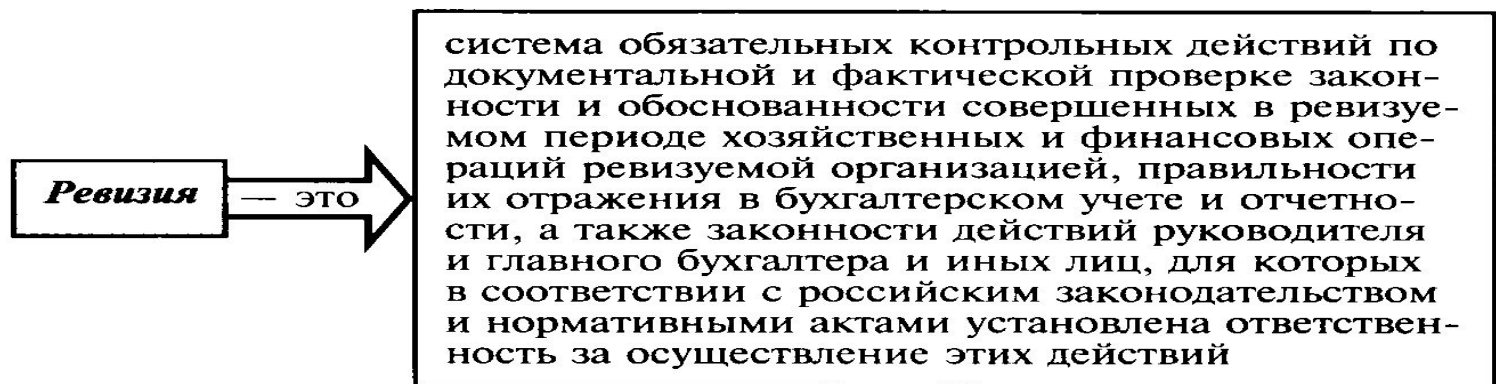 Ревизия
— это
система обязательных контрольных действий по
документальной и фактической проверке закон-
ности и обоснованности совершенных в ревизуе-
мом периоде хозяйственных и финансовых опе-
раций ревизуемой организацией, правильности
их отражения в бухгалтерском учете и отчетно-
сти, а также законности действий руководителя
и главного бухгалтера и иных лиц, для которых
в соответствии с российским законодательством
и нормативными актами установлена ответствен-
ность за осуществление этих действий